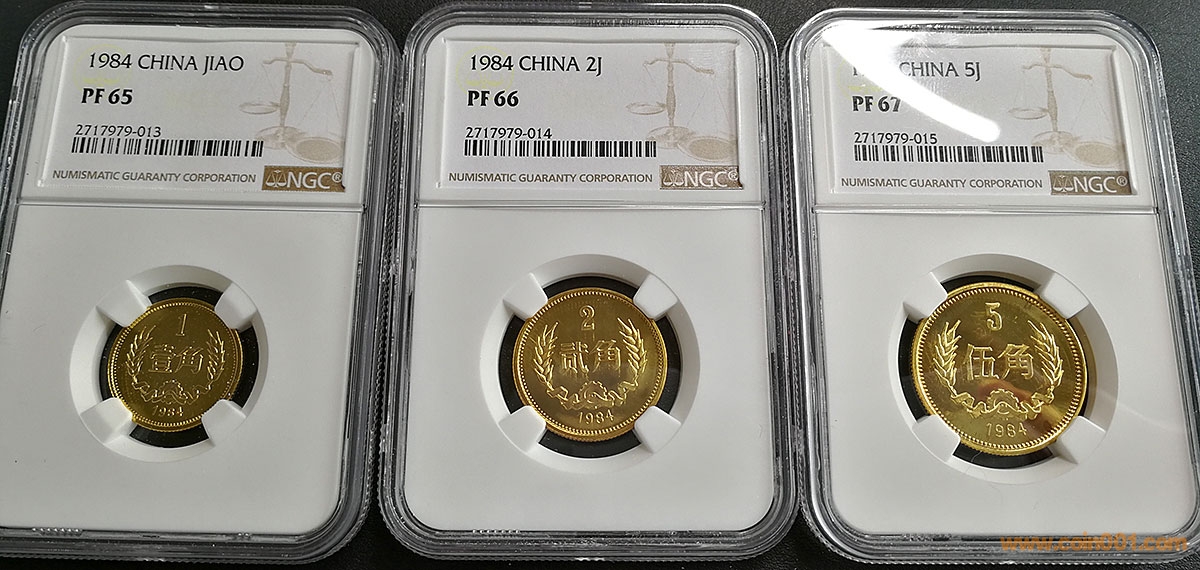 1984 CHINA JIAO
PF 65
2717979-013
NUMISMATIC GUARANTY CORPORATION NGC®
1
壹角
1984
1984 CHINA 2J
PF 66
2717979-014
NUMISMATIC GUARANTY CORPORATION NGC®
2
贰角
1984
CHINA 5J
PF 67
2717979-015
NUMISMATIC GUARANTY CORPORATION NGC®
5
伍角
1984
www.coin001.com